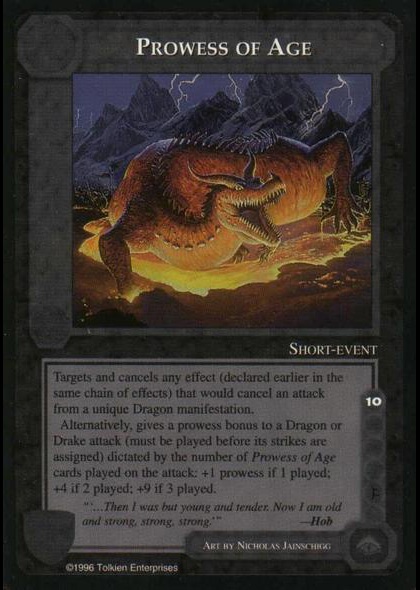 PROWESS OF AGE
SHORT-EVENT
Targets and cancels any effect (declared earlier in the
same chain of effects) that would cancel an attack
from a unique Dragon manifestation.
Alternatively, gives a prowess bonus to a Dragon or
Drake attack (must be played before its strikes are
assigned) dictated by the number of Prowess of Age
cards played on the attack: +1 prowess if 1 played;
+4 if 2 played; +9 if 3 played.
10
"'...Then I was but young and tender. Now I am old
and strong, strong, strong.'" —Hob
ART BY NICHOLAS JAINSCHIGG
©1996 Tolkien Enterprises